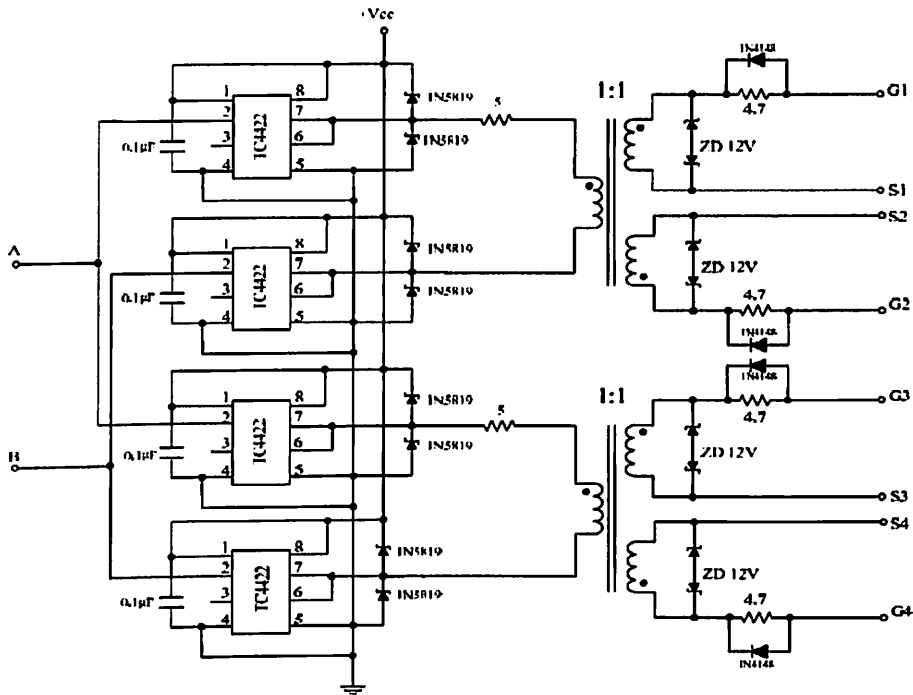 +Vcc
1 8
2 7
3 6
4 5
TC4422
0.1μF
1N5819
1N5819
5
1:1
1N4148
4.7
G1
ZD 12V
S1
A
1 8
2 7
3 6
4 5
TC4422
0.1μF
1N5819
1N5819
S2
ZD 12V
4.7
G2
1N4148
B
1 8
2 7
3 6
4 5
TC4422
0.1μF
1N5819
1N5819
5
1:1
1N4148
4.7
G3
ZD 12V
S3
1 8
2 7
3 6
4 5
TC4422
0.1μF
1N5819
1N5819
S4
ZD 12V
4.7
G4
1N4148